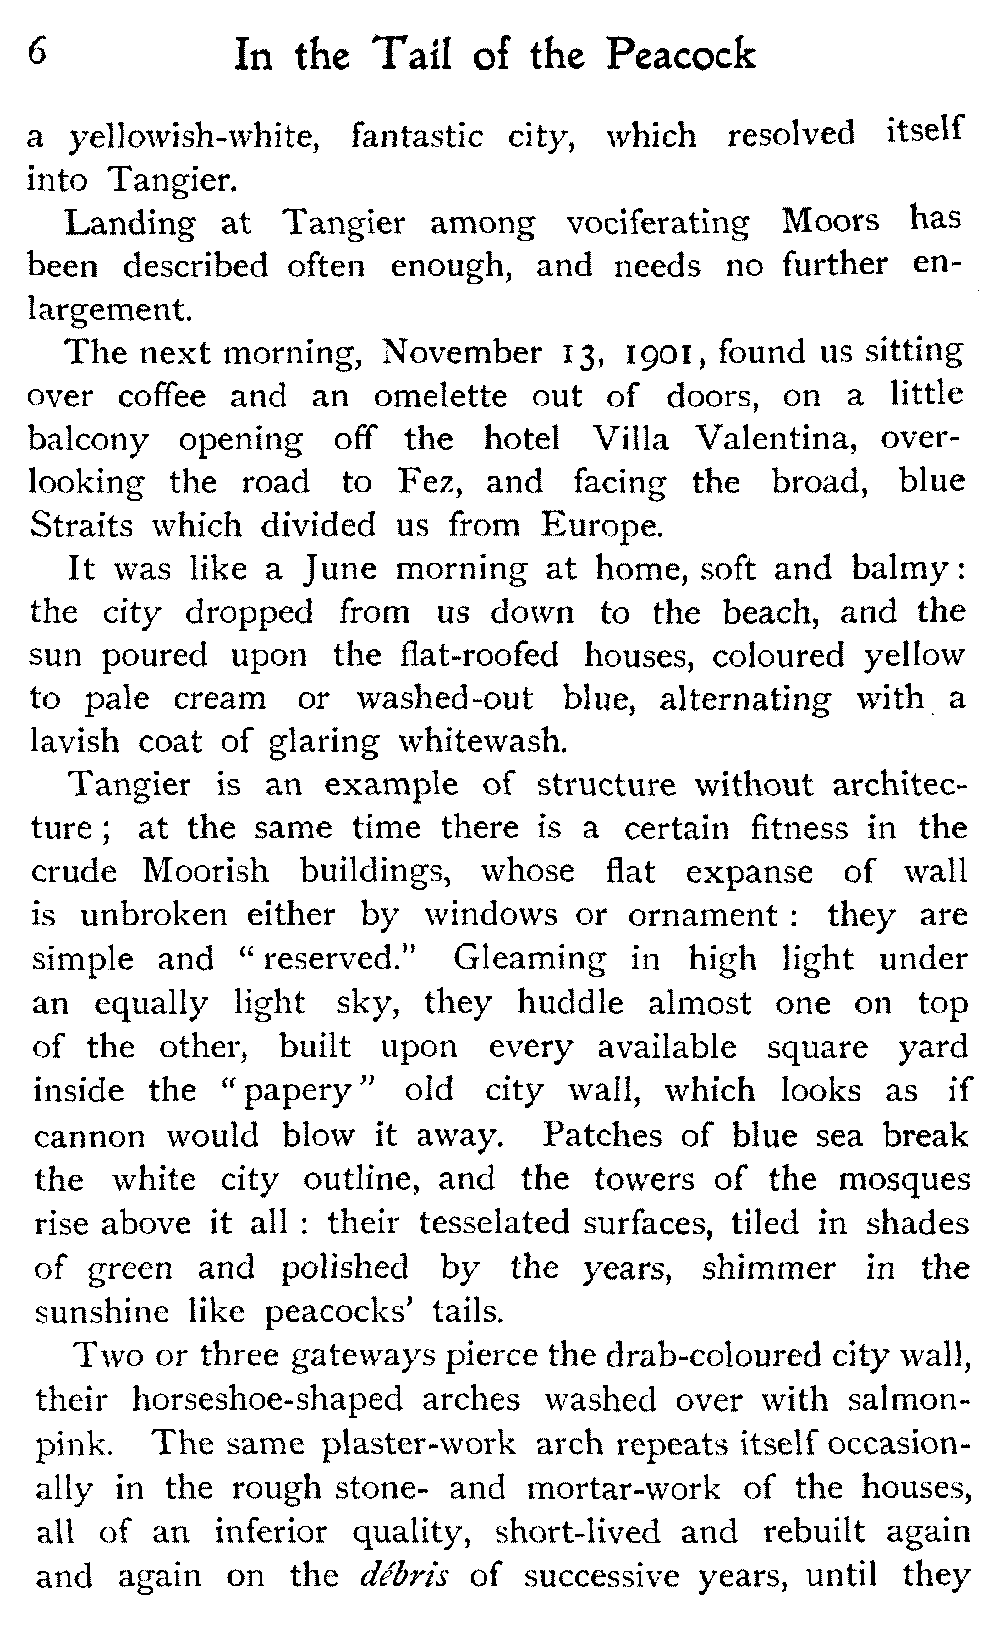 6 In the Tail of the Peacock
a yellowish-white, fantastic city, which resolved itself
into Tangier.
Landing at Tangier among vociferating Moors has
been described often enough, and needs no further en-
largement.
The next morning, November 13, 1901, found us sitting
over coffee and an omelette out of doors, on a little
balcony opening off the hotel Villa Valentina, over-
looking the road to Fez, and facing the broad, blue
Straits which divided us from Europe.
It was like a June morning at home, soft and balmy:
the city dropped from us down to the beach, and the
sun poured upon the flat-roofed houses, coloured yellow
to pale cream or washed-out blue, alternating with a
lavish coat of glaring whitewash.
Tangier is an example of structure without architec-
ture; at the same time there is a certain fitness in the
crude Moorish buildings, whose flat expanse of wall
is unbroken either by windows or ornament: they are
simple and "reserved." Gleaming in high light under
an equally light sky, they huddle almost one on top
of the other, built upon every available square yard
inside the "papery" old city wall, which looks as if
cannon would blow it away. Patches of blue sea break
the white city outline, and the towers of the mosques
rise above it all: their tesselated surfaces, tiled in shades
of green and polished by the years, shimmer in the
sunshine like peacocks' tails.
Two or three gateways pierce the drab-coloured city wall,
their horseshoe-shaped arches washed over with salmon-
pink. The same plaster-work arch repeats itself occasion-
ally in the rough stone- and mortar-work of the houses,
all of an inferior quality, short-lived and rebuilt again
and again on the débris of successive years, until they